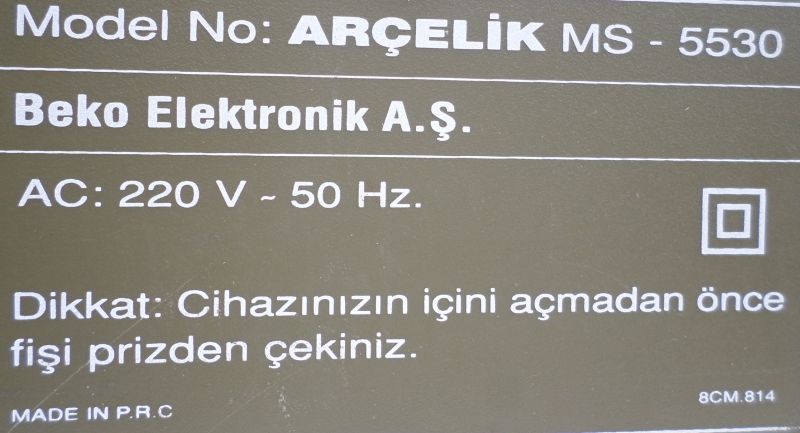 Model No: ARÇELİK MS - 5530
Beko Elektronik A.Ş.
AC: 220 V ~ 50 Hz.
Dikkat: Cihazınızın içini açmadan önce
fişi prizden çekiniz.
MADE IN P.R.C
8CM.814